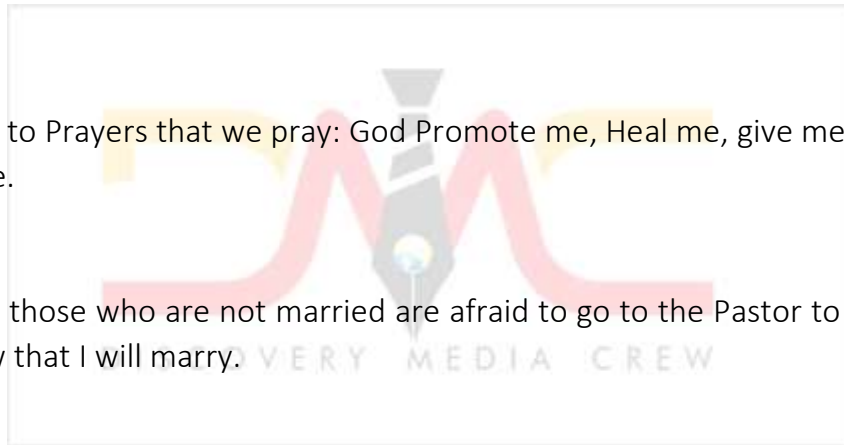 to Prayers that we pray: God Promote me, Heal me, give me
e.
those who are not married are afraid to go to the Pastor to
that I will marry.
DISCOVERY MEDIA CREW